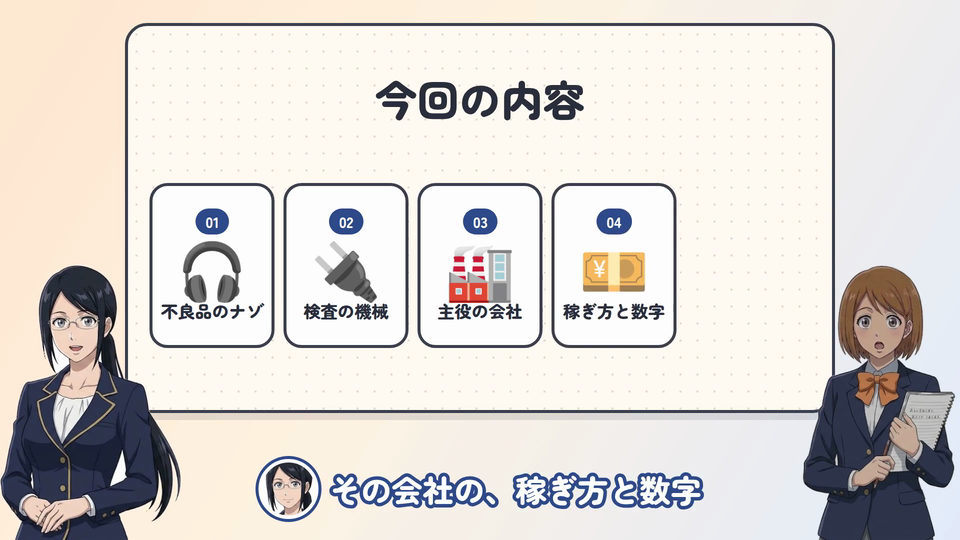 今回の内容
01
不良品のナゾ
02
検査の機械
03
主役の会社
04
稼ぎ方と数字
その会社の、稼ぎ方と数字